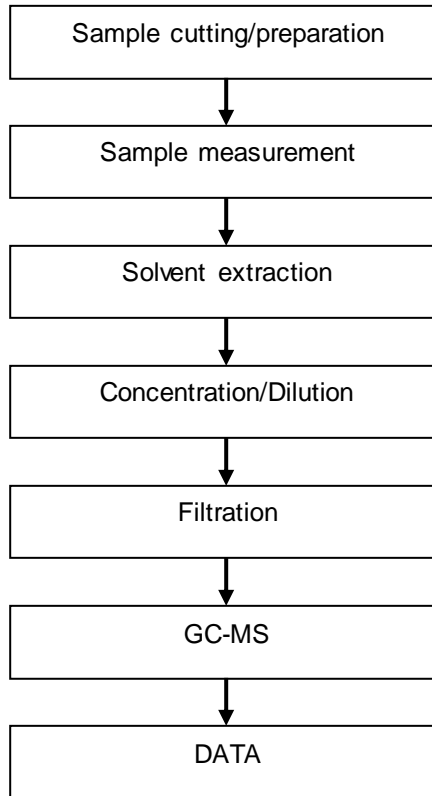 Sample cutting/preparation
Sample measurement
Solvent extraction
Concentration/Dilution
Filtration
GC-MS
DATA